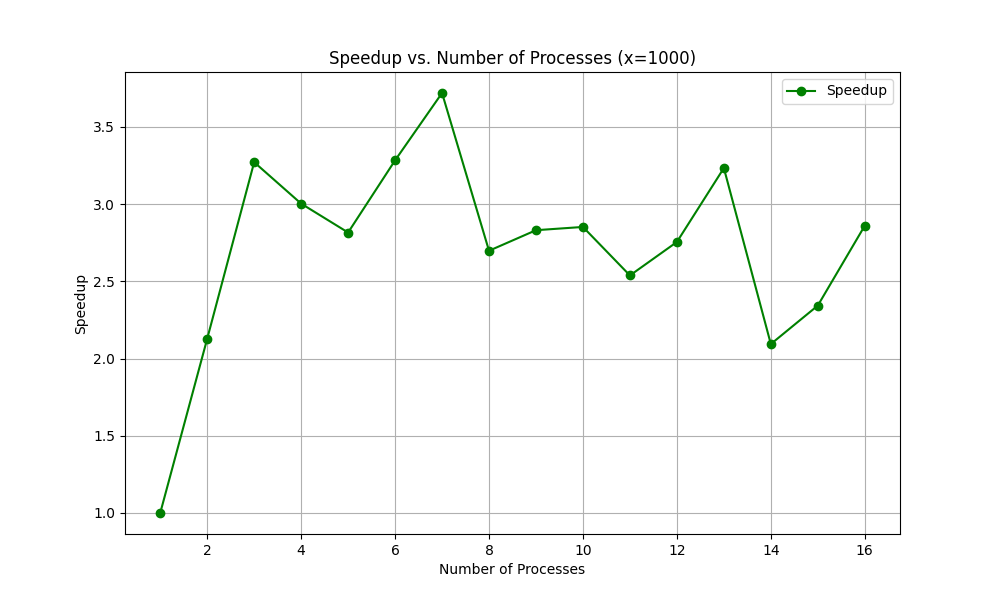 Speedup vs. Number of Processes (x=1000)
Speedup
3.5
3.0
2.5
2.0
1.5
1.0
Speedup
2 4 6 8 10 12 14 16
Number of Processes